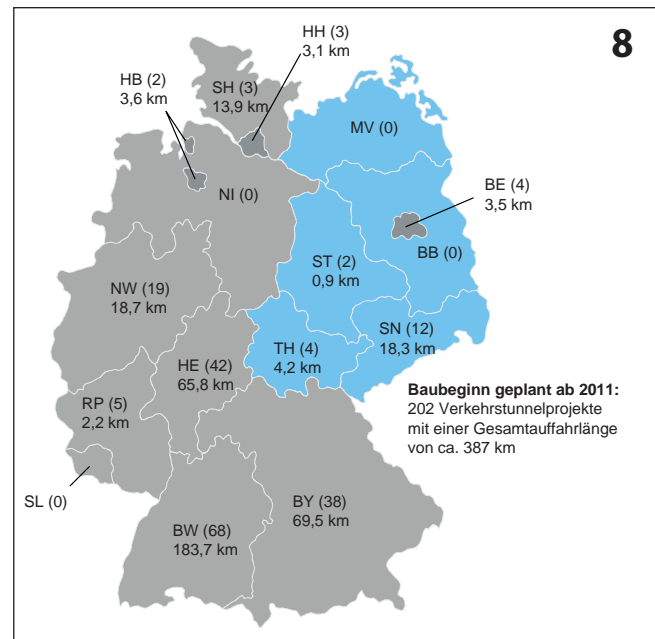 8
HH (3)
3,1 km
HB (2)
3,6 km
SH (3)
13,9 km
MV (0)
NI (0)
BE (4)
3,5 km
BB (0)
ST (2)
0,9 km
NW (19)
18,7 km
SN (12)
18,3 km
TH (4)
4,2 km
HE (42)
65,8 km
RP (5)
2,2 km
Baubeginn geplant ab 2011:
202 Verkehrstunnelprojekte
mit einer Gesamtauffahrlänge
von ca. 387 km
SL (0)
BY (38)
69,5 km
BW (68)
183,7 km